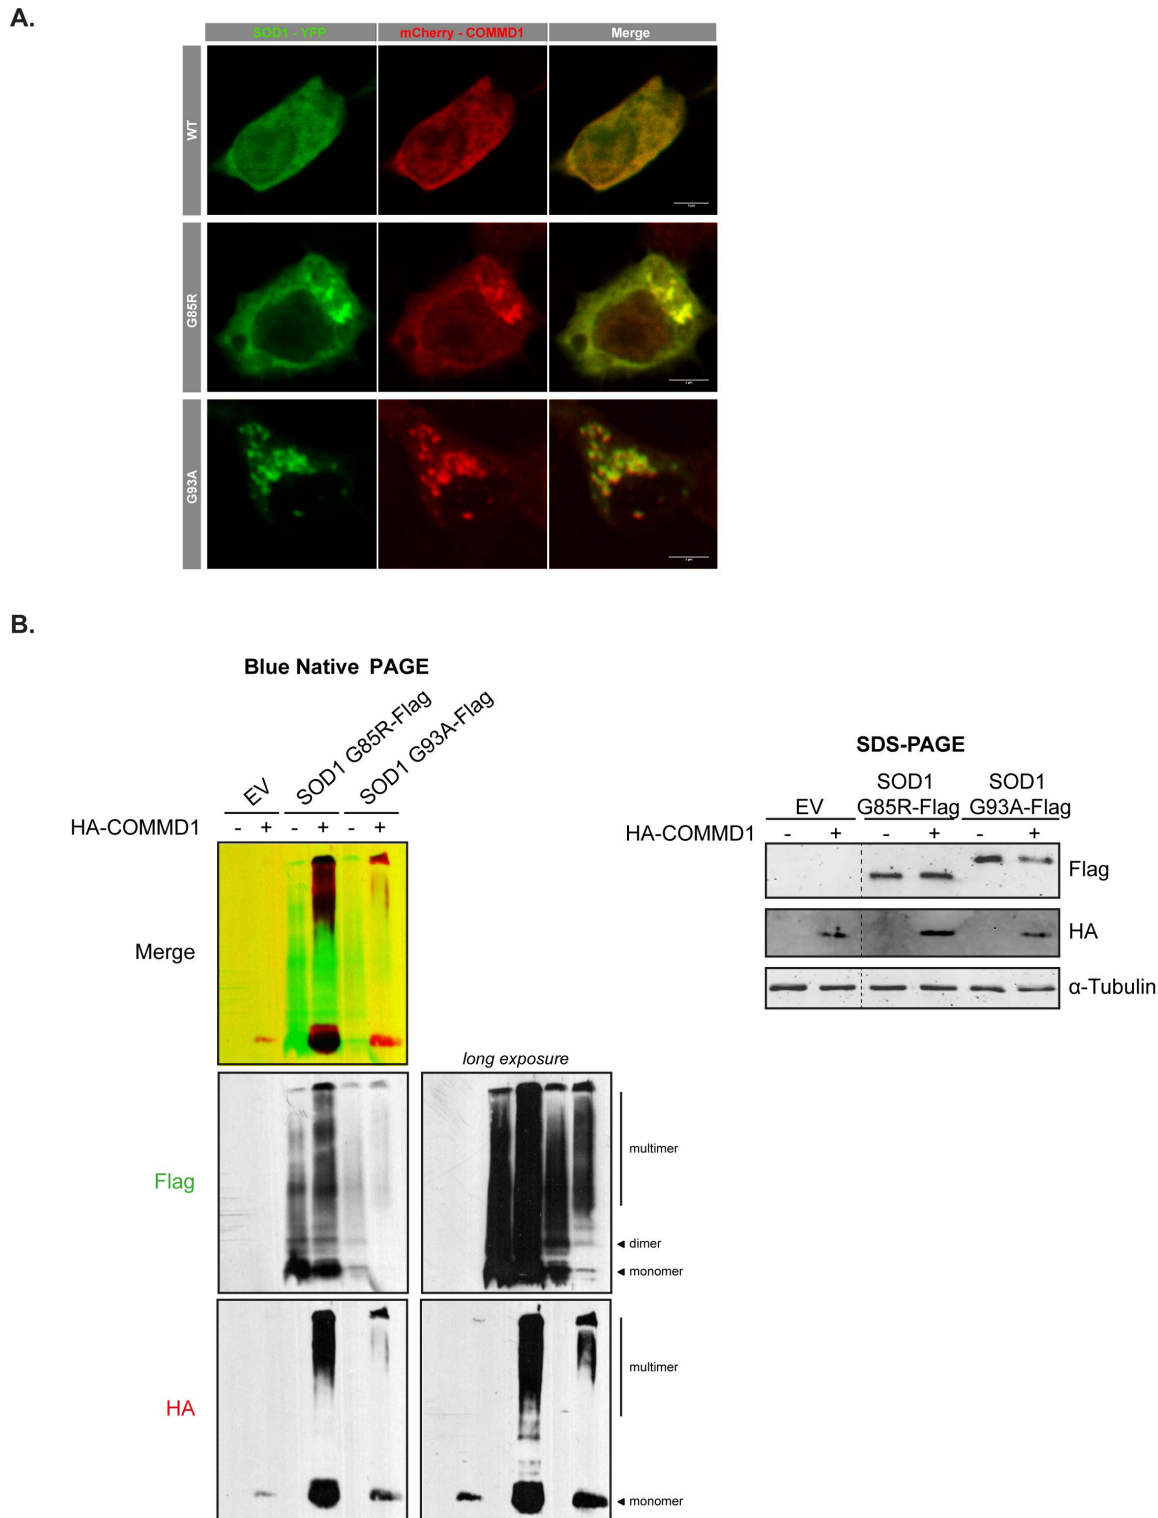 A.
SOD1 - YFP
mCherry - COMMD1
Merge
WT
G85R
G93A
B.
Blue Native PAGE
EV
SOD1 G85R-Flag
SOD1 G93A-Flag
HA-COMMD1
- + - + - +
Merge
long exposure
Flag
multimer
dimer
monomer
HA
multimer
monomer
SDS-PAGE
SOD1 SOD1
EV G85R-Flag G93A-Flag
HA-COMMD1 - + - + - +
Flag
HA
α-Tubulin